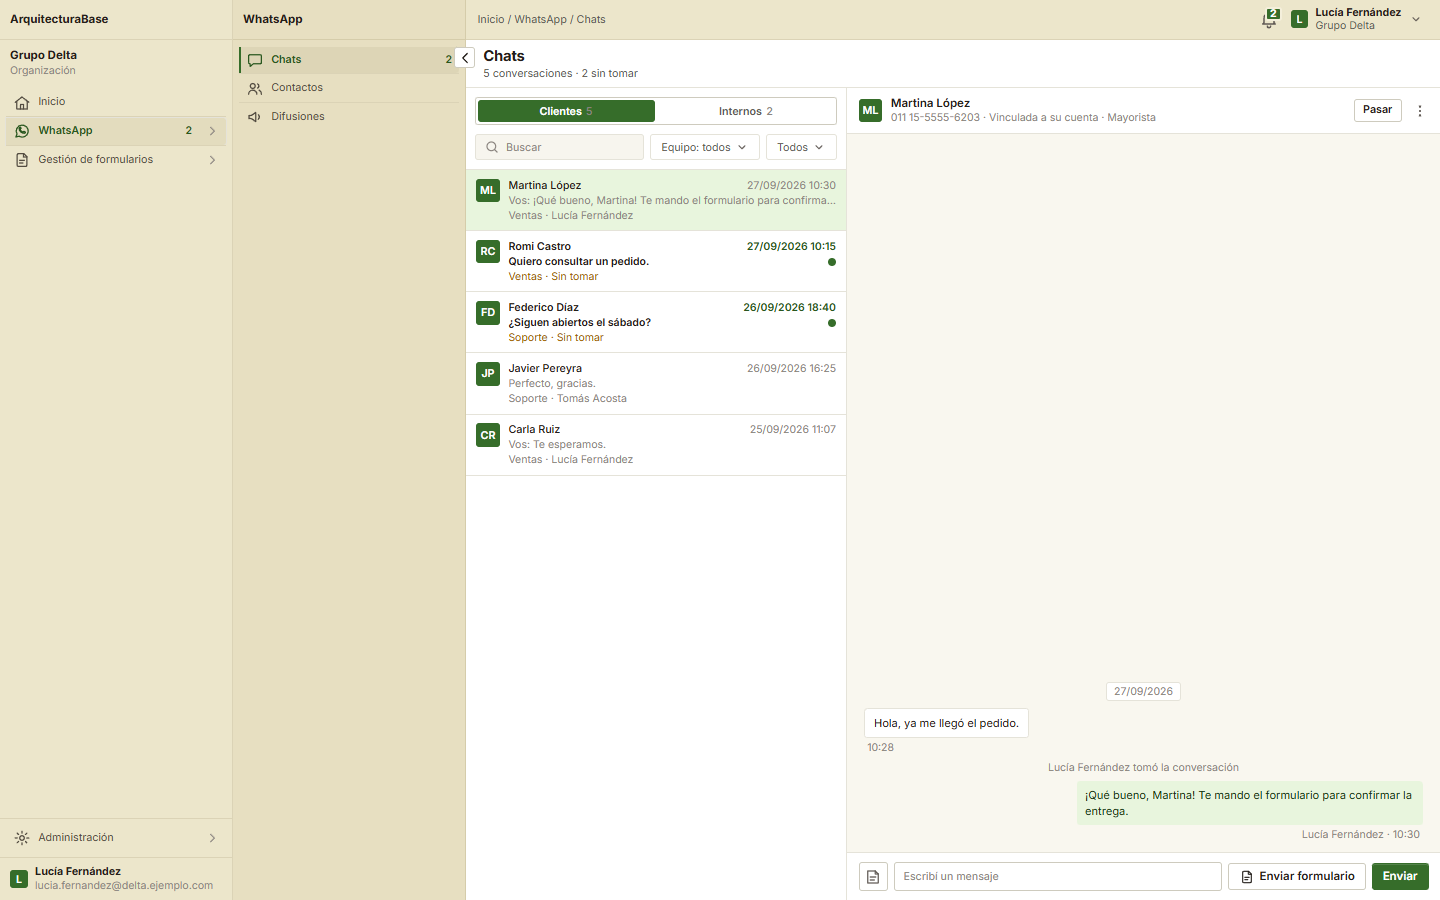 ArquitecturaBase
Grupo Delta
Organización
Inicio
WhatsApp 2
Gestión de formularios
Administración
L Lucía Fernández
lucia.fernandez@delta.ejemplo.com
WhatsApp
Chats 2
Contactos
Difusiones
Inicio / WhatsApp / Chats
2
L Lucía Fernández
Grupo Delta
Chats
5 conversaciones · 2 sin tomar
Clientes 5 Internos 2
Buscar Equipo: todos Todos
ML Martina López 27/09/2026 10:30
Vos: ¡Qué bueno, Martina! Te mando el formulario para confirma...
Ventas · Lucía Fernández
RC Romi Castro 27/09/2026 10:15
Quiero consultar un pedido.
Ventas · Sin tomar
FD Federico Díaz 26/09/2026 18:40
¿Siguen abiertos el sábado?
Soporte · Sin tomar
JP Javier Pereyra 26/09/2026 16:25
Perfecto, gracias.
Soporte · Tomás Acosta
CR Carla Ruiz 25/09/2026 11:07
Vos: Te esperamos.
Ventas · Lucía Fernández
ML Martina López
011 15-5555-6203 · Vinculada a su cuenta · Mayorista
Pasar
27/09/2026
Hola, ya me llegó el pedido.
10:28
Lucía Fernández tomó la conversación
¡Qué bueno, Martina! Te mando el formulario para confirmar la
entrega.
Lucía Fernández · 10:30
Escribí un mensaje Enviar formulario Enviar